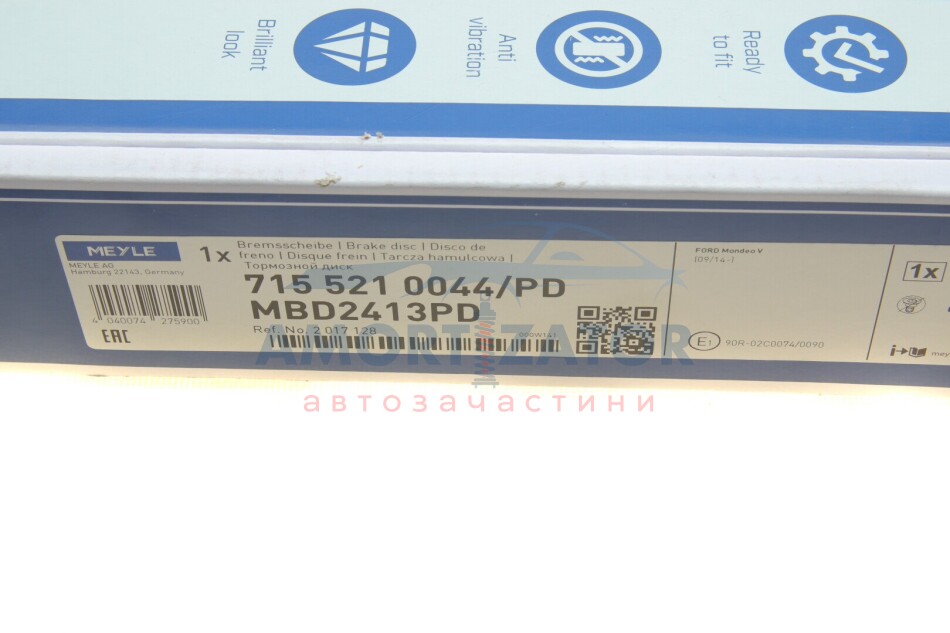 Brilliant
look
Anti
vibration
Ready
to fit
MEYLE
MEYLE AG
Hamburg 22143, Germany
4 040074 275900
EAC
1x
Bremsscheibe | Brake disc | Disco de
freno | Disque frein | Tarcza hamulcowa |
Тормозной диск
715 521 0044/PD
MBD2413PD
Ref. No. 2 017 128
000W1A1
FORD Mondeo V
(09/14-)
E1 90R-02C0074/0090
1x
i
mey
AMORTIZATOR
автозачастини